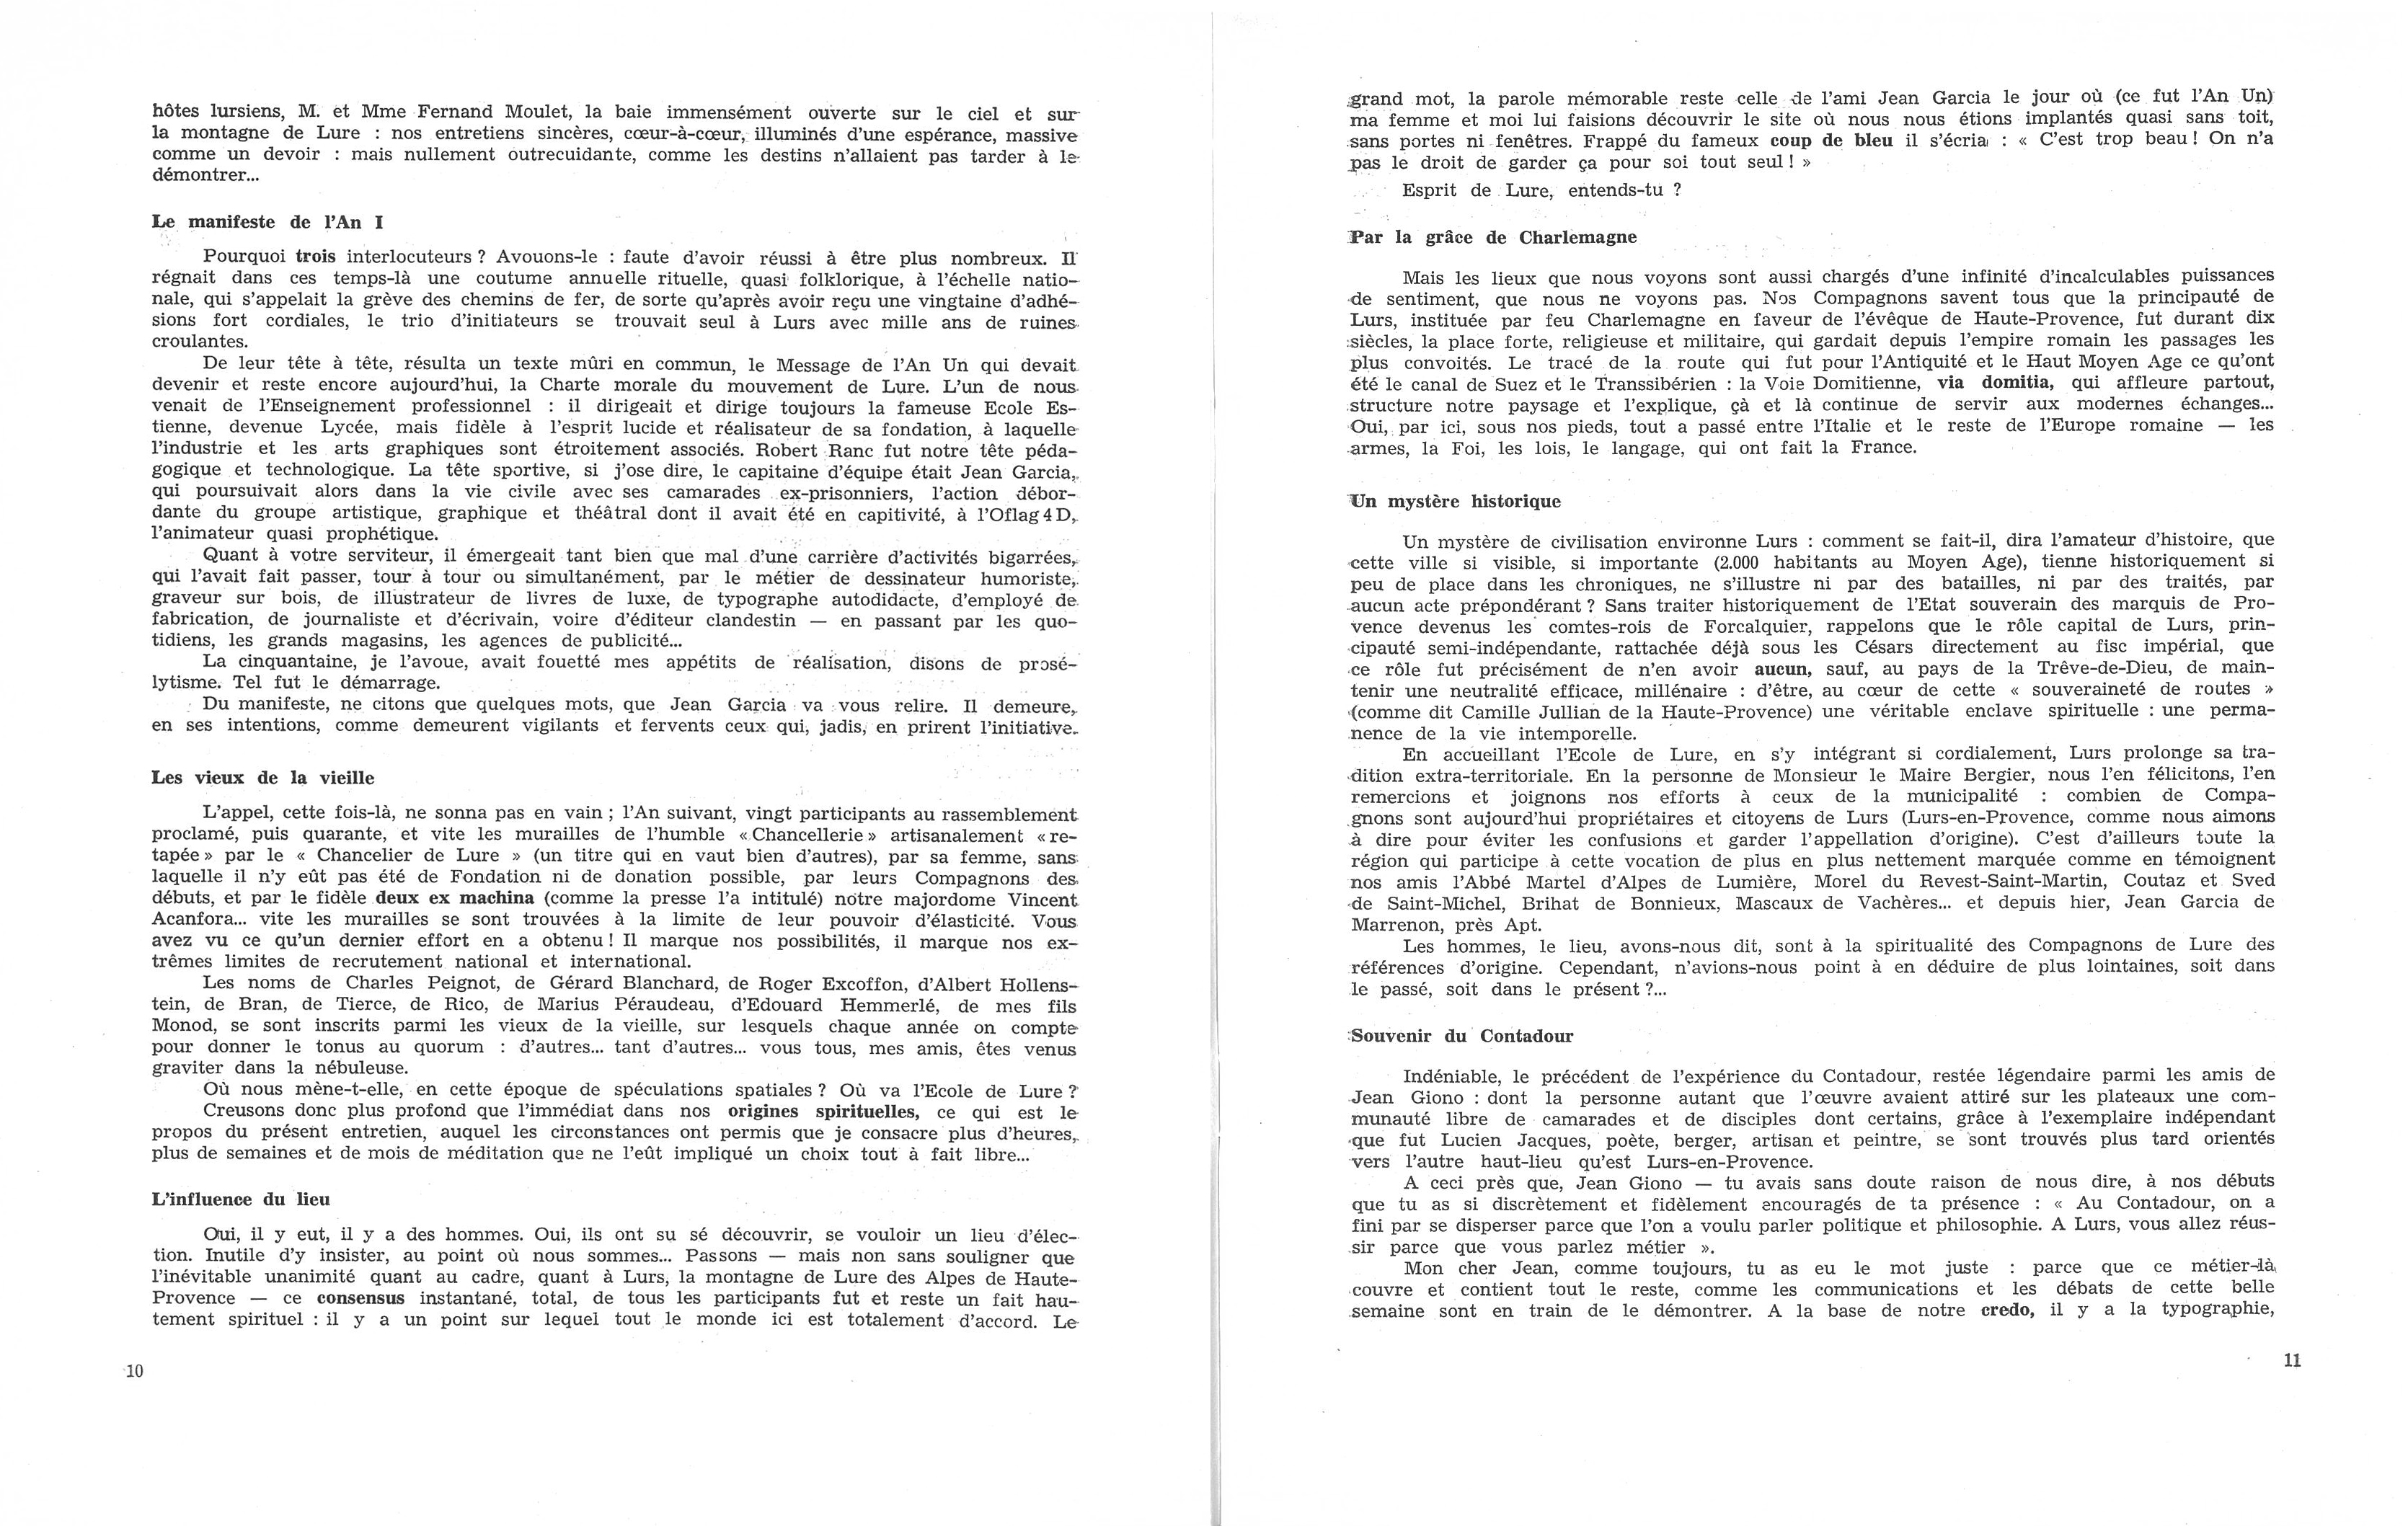 hôtes lursiens, M. et Mme Fernand Moulet, la baie immensément ouverte sur le ciel et sur
la montagne de Lure : nos entretiens sincères, cœur-à-cœur, illuminés d'une espérance, massive
comme un devoir : mais nullement outrecuidante, comme les destins n'allaient pas tarder à le
démontrer...
Le manifeste de l'An I
Pourquoi trois interlocuteurs ? Avouons-le : faute d'avoir réussi à être plus nombreux. Il
régnait dans ces temps-là une coutume annuelle rituelle, quasi folklorique, à l'échelle natio-
nale, qui s'appelait la grève des chemins de fer, de sorte qu'après avoir reçu une vingtaine d'adhé-
sions fort cordiales, le trio d'initiateurs se trouvait seul à Lurs avec mille ans de ruines
croulantes.
De leur tête à tête, résulta un texte mûri en commun, le Message de l'An Un qui devait
devenir et reste encore aujourd'hui, la Charte morale du mouvement de Lure. L'un de nous
venait de l'Enseignement professionnel : il dirigeait et dirige toujours la fameuse Ecole Es-
tienne, devenue Lycée, mais fidèle à l'esprit lucide et réalisateur de sa fondation, à laquelle
l'industrie et les arts graphiques sont étroitement associés. Robert Ranc fut notre tête péda-
gogique et technologique. La tête sportive, si j'ose dire, le capitaine d'équipe était Jean Garcia,
qui poursuivait alors dans la vie civile avec ses camarades ex-prisonniers, l'action débor-
dante du groupe artistique, graphique et théâtral dont il avait été en capitivité, à l'Oflag 4 D,
l'animateur quasi prophétique.
Quant à votre serviteur, il émergeait tant bien que mal d'une carrière d'activités bigarrées,
qui l'avait fait passer, tour à tour ou simultanément, par le métier de dessinateur humoriste,
graveur sur bois, de illustrateur de livres de luxe, de typographe autodidacte, d'employé de
fabrication, de journaliste et d'écrivain, voire d'éditeur clandestin — en passant par les quo-
tidiens, les grands magasins, les agences de publicité...
La cinquantaine, je l'avoue, avait fouetté mes appétits de réalisation, disons de prosé-
lytisme. Tel fut le démarrage.
Du manifeste, ne citons que quelques mots, que Jean Garcia va vous relire. Il demeure,
en ses intentions, comme demeurent vigilants et fervents ceux qui, jadis, en prirent l'initiative.
Les vieux de la vieille
L'appel, cette fois-là, ne sonna pas en vain ; l'An suivant, vingt participants au rassemblement
proclamé, puis quarante, et vite les murailles de l'humble « Chancellerie » artisanalement « re-
tapée » par le « Chancelier de Lure » (un titre qui en vaut bien d'autres), par sa femme, sans
laquelle il n'y eût pas été de Fondation ni de donation possible, par leurs Compagnons des
débuts, et par le fidèle deux ex machina (comme la presse l'a intitulé) notre majordome Vincent
Acanfora... vite les murailles se sont trouvées à la limite de leur pouvoir d'élasticité. Vous
avez vu ce qu'un dernier effort en a obtenu ! Il marque nos possibilités, il marque nos ex-
trêmes limites de recrutement national et international.
Les noms de Charles Peignot, de Gérard Blanchard, de Roger Excoffon, d'Albert Hollens-
tein, de Bran, de Tierce, de Rico, de Marius Péraudeau, d'Edouard Hemmerlé, de mes fils
Monod, se sont inscrits parmi les vieux de la vieille, sur lesquels chaque année on compte
pour donner le tonus au quorum : d'autres... tant d'autres... vous tous, mes amis, êtes venus
graviter dans la nébuleuse.
Où nous mène-t-elle, en cette époque de spéculations spatiales ? Où va l'Ecole de Lure ?
Creusons donc plus profond que l'immédiat dans nos origines spirituelles, ce qui est le
propos du présent entretien, auquel les circonstances ont permis que je consacre plus d'heures,
plus de semaines et de mois de méditation que ne l'eût impliqué un choix tout à fait libre...
L'influence du lieu
Oui, il y eut, il y a des hommes. Oui, ils ont su sé découvrir, se vouloir un lieu d'élec-
tion. Inutile d'y insister, au point où nous sommes... Passons — mais non sans souligner que
l'inévitable unanimité quant au cadre, quant à Lurs, la montagne de Lure des Alpes de Haute-
Provence — ce consensus instantané, total, de tous les participants fut et reste un fait hau-
tement spirituel : il y a un point sur lequel tout le monde ici est totalement d'accord. Le
10
grand mot, la parole mémorable reste celle de l'ami Jean Garcia le jour où (ce fut l'An Un)
ma femme et moi lui faisions découvrir le site où nous nous étions implantés quasi sans toit,
sans portes ni fenêtres. Frappé du fameux coup de bleu il s'écria : « C'est trop beau ! On n'a
pas le droit de garder ça pour soi tout seul ! »
Esprit de Lure, entends-tu ?
Par la grâce de Charlemagne
Mais les lieux que nous voyons sont aussi chargés d'une infinité d'incalculables puissances
de sentiment, que nous ne voyons pas. Nos Compagnons savent tous que la principauté de
Lurs, instituée par feu Charlemagne en faveur de l'évêque de Haute-Provence, fut durant dix
siècles, la place forte, religieuse et militaire, qui gardait depuis l'empire romain les passages les
plus convoités. Le tracé de la route qui fut pour l'Antiquité et le Haut Moyen Age ce qu'ont
été le canal de Suez et le Transsibérien : la Voie Domitienne, via domitia, qui affleure partout,
structure notre paysage et l'explique, çà et là continue de servir aux modernes échanges...
Oui, par ici, sous nos pieds, tout a passé entre l'Italie et le reste de l'Europe romaine — les
armes, la Foi, les lois, le langage, qui ont fait la France.
Un mystère historique
Un mystère de civilisation environne Lurs : comment se fait-il, dira l'amateur d'histoire, que
cette ville si visible, si importante (2.000 habitants au Moyen Age), tienne historiquement si
peu de place dans les chroniques, ne s'illustre ni par des batailles, ni par des traités, par
aucun acte prépondérant ? Sans traiter historiquement de l'Etat souverain des marquis de Pro-
vence devenus les comtes-rois de Forcalquier, rappelons que le rôle capital de Lurs, prin-
cipauté semi-indépendante, rattachée déjà sous les Césars directement au fisc impérial, que
ce rôle fut précisément de n'en avoir aucun, sauf, au pays de la Trêve-de-Dieu, de main-
tenir une neutralité efficace, millénaire : d'être, au cœur de cette « souveraineté de routes »
(comme dit Camille Jullian de la Haute-Provence) une véritable enclave spirituelle : une perma-
nence de la vie intemporelle.
En accueillant l'Ecole de Lure, en s'y intégrant si cordialement, Lurs prolonge sa tra-
dition extra-territoriale. En la personne de Monsieur le Maire Bergier, nous l'en félicitons, l'en
remercions et joignons nos efforts à ceux de la municipalité : combien de Compa-
gnons sont aujourd'hui propriétaires et citoyens de Lurs (Lurs-en-Provence, comme nous aimons
à dire pour éviter les confusions et garder l'appellation d'origine). C'est d'ailleurs toute la
région qui participe à cette vocation de plus en plus nettement marquée comme en témoignent
nos amis l'Abbé Martel d'Alpes de Lumière, Morel du Revest-Saint-Martin, Coutaz et Sved
de Saint-Michel, Brihat de Bonnieux, Mascaux de Vachères... et depuis hier, Jean Garcia de
Marrenon, près Apt.
Les hommes, le lieu, avons-nous dit, sont à la spiritualité des Compagnons de Lure des
références d'origine. Cependant, n'avions-nous point à en déduire de plus lointaines, soit dans
le passé, soit dans le présent ?...
Souvenir du Contadour
Indéniable, le précédent de l'expérience du Contadour, restée légendaire parmi les amis de
Jean Giono : dont la personne autant que l'œuvre avaient attiré sur les plateaux une com-
munauté libre de camarades et de disciples dont certains, grâce à l'exemplaire indépendant
que fut Lucien Jacques, poète, berger, artisan et peintre, se sont trouvés plus tard orientés
vers l'autre haut-lieu qu'est Lurs-en-Provence.
A ceci près que, Jean Giono — tu avais sans doute raison de nous dire, à nos débuts
que tu as si discrètement et fidèlement encouragés de ta présence : « Au Contadour, on a
fini par se disperser parce que l'on a voulu parler politique et philosophie. A Lurs, vous allez réus-
sir parce que vous parlez métier ».
Mon cher Jean, comme toujours, tu as eu le mot juste : parce que ce métier-là,
couvre et contient tout le reste, comme les communications et les débats de cette belle
semaine sont en train de le démontrer. A la base de notre credo, il y a la typographie,
11